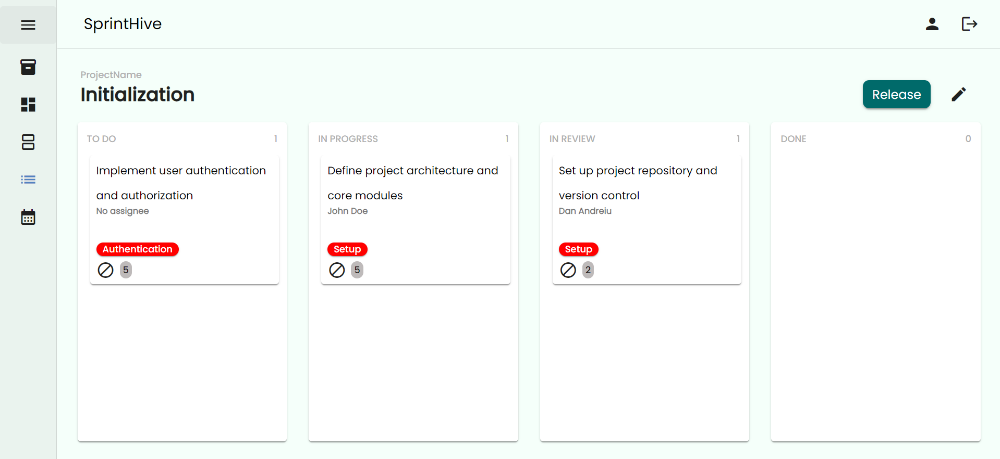 SprintHive
ProjectName
Initialization
Release
TO DO 1
Implement user authentication
and authorization
No assignee
Authentication
5
IN PROGRESS 1
Define project architecture and
core modules
John Doe
Setup
5
IN REVIEW 1
Set up project repository and
version control
Dan Andreiu
Setup
2
DONE 0